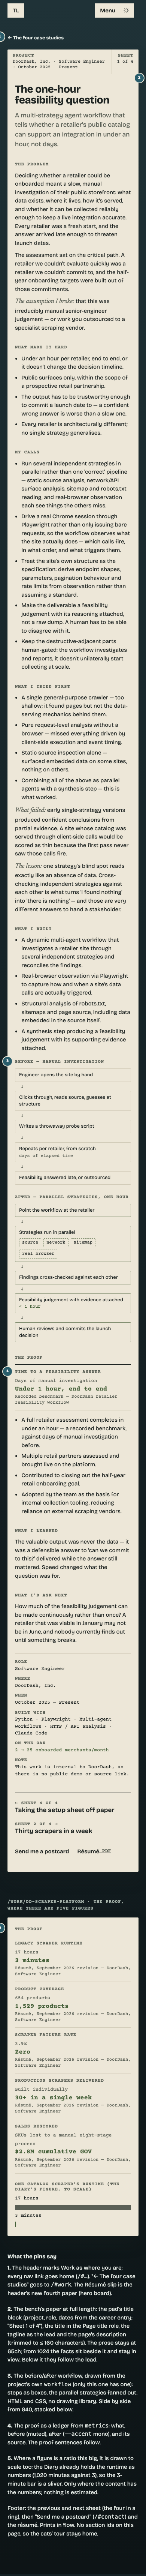 TL
Menu
← The four case studies
PROJECT
DoorDash, Inc. · Software Engineer
· October 2025 — Present
SHEET
1 of 4
The one-hour
feasibility question
A multi-strategy agent workflow that
tells whether a retailer's public catalog
can support an integration in under an
hour, not days.
THE PROBLEM
Deciding whether a retailer could be
onboarded meant a slow, manual
investigation of their public storefront: what
data exists, where it lives, how it's served,
and whether it can be collected reliably
enough to keep a live integration accurate.
Every retailer was a fresh start, and every
answer arrived late enough to threaten
launch dates.
The assessment sat on the critical path. A
retailer we couldn't evaluate quickly was a
retailer we couldn't commit to, and the half-
year onboarding targets were built out of
those commitments.
The assumption I broke: that this was
irreducibly manual senior-engineer
judgement — or work you outsourced to a
specialist scraping vendor.
WHAT MADE IT HARD
Under an hour per retailer, end to end, or
it doesn't change the decision timeline.
Public surfaces only, within the scope of
a prospective retail partnership.
The output has to be trustworthy enough
to commit a launch date to — a confident
wrong answer is worse than a slow one.
Every retailer is architecturally different;
no single strategy generalises.
MY CALLS
Run several independent strategies in
parallel rather than one 'correct' pipeline
— static source analysis, network/API
surface analysis, sitemap and robots.txt
reading, and real-browser observation
each see things the others miss.
Drive a real Chrome session through
Playwright rather than only issuing bare
requests, so the workflow observes what
the site actually does — which calls fire,
in what order, and what triggers them.
Treat the site's own structure as the
specification: derive endpoint shapes,
parameters, pagination behaviour and
rate limits from observation rather than
assuming a standard.
Make the deliverable a feasibility
judgement with its reasoning attached,
not a raw dump. A human has to be able
to disagree with it.
Keep the destructive-adjacent parts
human-gated: the workflow investigates
and reports, it doesn't unilaterally start
collecting at scale.
WHAT I TRIED FIRST
A single general-purpose crawler — too
shallow; it found pages but not the data-
serving mechanics behind them.
Pure request-level analysis without a
browser — missed everything driven by
client-side execution and event timing.
Static source inspection alone —
surfaced embedded data on some sites,
nothing on others.
Combining all of the above as parallel
agents with a synthesis step — this is
what worked.
What failed: early single-strategy versions
produced confident conclusions from
partial evidence. A site whose catalog was
served through client-side would would be
scored as thin because the first pass never
saw those calls fire.
The lesson: one strategy's blind spot reads
exactly like an absence of data. Cross-
checking independent strategies against
each other is what turns 'I found nothing'
into 'there is nothing' — and those are very
different answers to hand a stakeholder.
WHAT I BUILT
A dynamic multi-agent workflow that
investigates a retailer site through
several independent strategies and
reconciles the findings.
Real-browser observation via Playwright
to capture how and when a site's data
calls are actually triggered.
Structural analysis of robots.txt,
sitemaps and page source, including data
embedded in the source itself.
A synthesis step producing a feasibility
judgement with its supporting evidence
attached.
3
BEFORE — MANUAL INVESTIGATION
Engineer opens the site by hand
↓
Clicks through, reads source, guesses at
structure
↓
Writes a throwaway probe script
↓
Repeats per retailer, from scratch
days of elapsed time
↓
Feasibility answered late, or outsourced
AFTER — PARALLEL STRATEGIES, ONE HOUR
Point the workflow at the retailer
↓
Strategies run in parallel
source network sitemap
real browser
↓
Findings cross-checked against each other
↓
Feasibility judgement with evidence attached
< 1 hour
↓
Human reviews and commits the launch
decision
THE PROOF
4
TIME TO A FEASIBILITY ANSWER
Days of manual investigation
Under 1 hour, end to end
Recorded benchmark — DoorDash retailer
feasibility workflow
A full retailer assessment completes in
under an hour — a recorded benchmark,
against days of manual investigation
before.
Multiple retail partners assessed and
brought live on the platform.
Contributed to closing out the half-year
retail onboarding goal.
Adopted by the team as the basis for
internal collection tooling, reducing
reliance on external scraping vendors.
WHAT I LEARNED
The valuable output was never the data — it
was a defensible answer to 'can we commit
to this?' delivered while the answer still
mattered. Speed changed what the
question was for.
WHAT I'D ASK NEXT
How much of the feasibility judgement can
be made continuously rather than once? A
retailer that was viable in January may not
be in June, and nobody currently finds out
until something breaks.
ROLE
Software Engineer
WHERE
DoorDash, Inc.
WHEN
October 2025 — Present
BUILT WITH
Python · Playwright · Multi-agent
workflows · HTTP / API analysis ·
Claude Code
NOTE
This work is internal to DoorDash, so
there is no public demo or source link.
← SHEET 4 OF 4
Taking the setup sheet off paper
SHEET 2 OF 4 →
Thirty scrapers in a week
Send me a postcard
Résumé, PDF
/WORK/DD-SCRAPER-PLATFORM · THE PROOF,
WHERE THERE ARE FIVE FIGURES
THE PROOF
LEGACY SCRAPER RUNTIME
17 hours
3 minutes
Résumé, September 2026 revision — DoorDash,
Software Engineer
PRODUCT COVERAGE
654 products
1,529 products
Résumé, September 2026 revision — DoorDash,
Software Engineer
SCRAPER FAILURE RATE
3.9%
Zero
Résumé, September 2026 revision — DoorDash,
Software Engineer
PRODUCTION SCRAPERS DELIVERED
Built individually
30+ in a single week
Résumé, September 2026 revision — DoorDash,
Software Engineer
SALES RESTORED
SKUs lost to a manual eight-stage
process
$2.8M cumulative GOV
Résumé, September 2026 revision — DoorDash,
Software Engineer
ONE CATALOG SCRAPER'S RUNTIME (THE
DIARY'S FIGURE, TO SCALE)
17 hours
3 minutes
What the pins say
1. The header marks Work as where you are;
every new link goes home (/#…). "← The four case
studies" goes to /#work. The Résumé slip is the
header's new fourth paper (hero board).
2. The bench's paper at full length: the pad's title
block (project, role, dates from the career entry;
"Sheet 1 of 4"), the title in the Page title role, the
tagline as the lead and the page's description
(trimmed to ≤ 160 characters). The prose stays at
65ch; from 1024 the facts sit beside it and stay in
view. Below it they follow the lead.
3. The before/after workflow, drawn from the
project's own workflow (only this one has one):
steps as boxes, the parallel strategies fanned out,
HTML and CSS, no drawing library. Side by side
from 640, stacked below.
4. The proof as a ledger from metrics: what,
before (muted), after (--accent mono), and its
source. The proof sentences follow.
5. Where a figure is a ratio this big, it is drawn to
scale too: the Diary already holds the runtime as
numbers (1,020 minutes against 3), so the 3-
minute bar is a sliver. Only where the content has
the numbers; nothing is estimated.
Footer: the previous and next sheet (the four in a
ring), then "Send me a postcard" (/#contact) and
the résumé. Prints in flow. No section ids on this
page, so the cats' tour stays home.